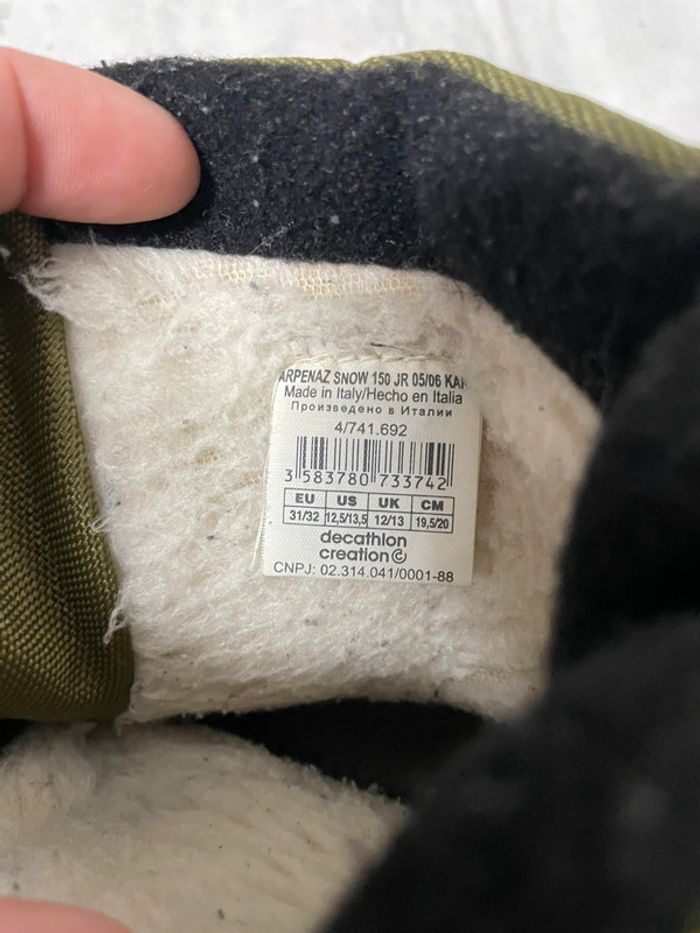 ARPENAZ SNOW 150 JR 05/06
Made in Italy/Hecho en Italia
Произведено в Италии
4/741.692
3 583780 733742
EU US UK CM
31/32 12,5/13,5 12/13 19,5/20
decathlon
creation ©
CNPJ: 02.314.041/0001-88